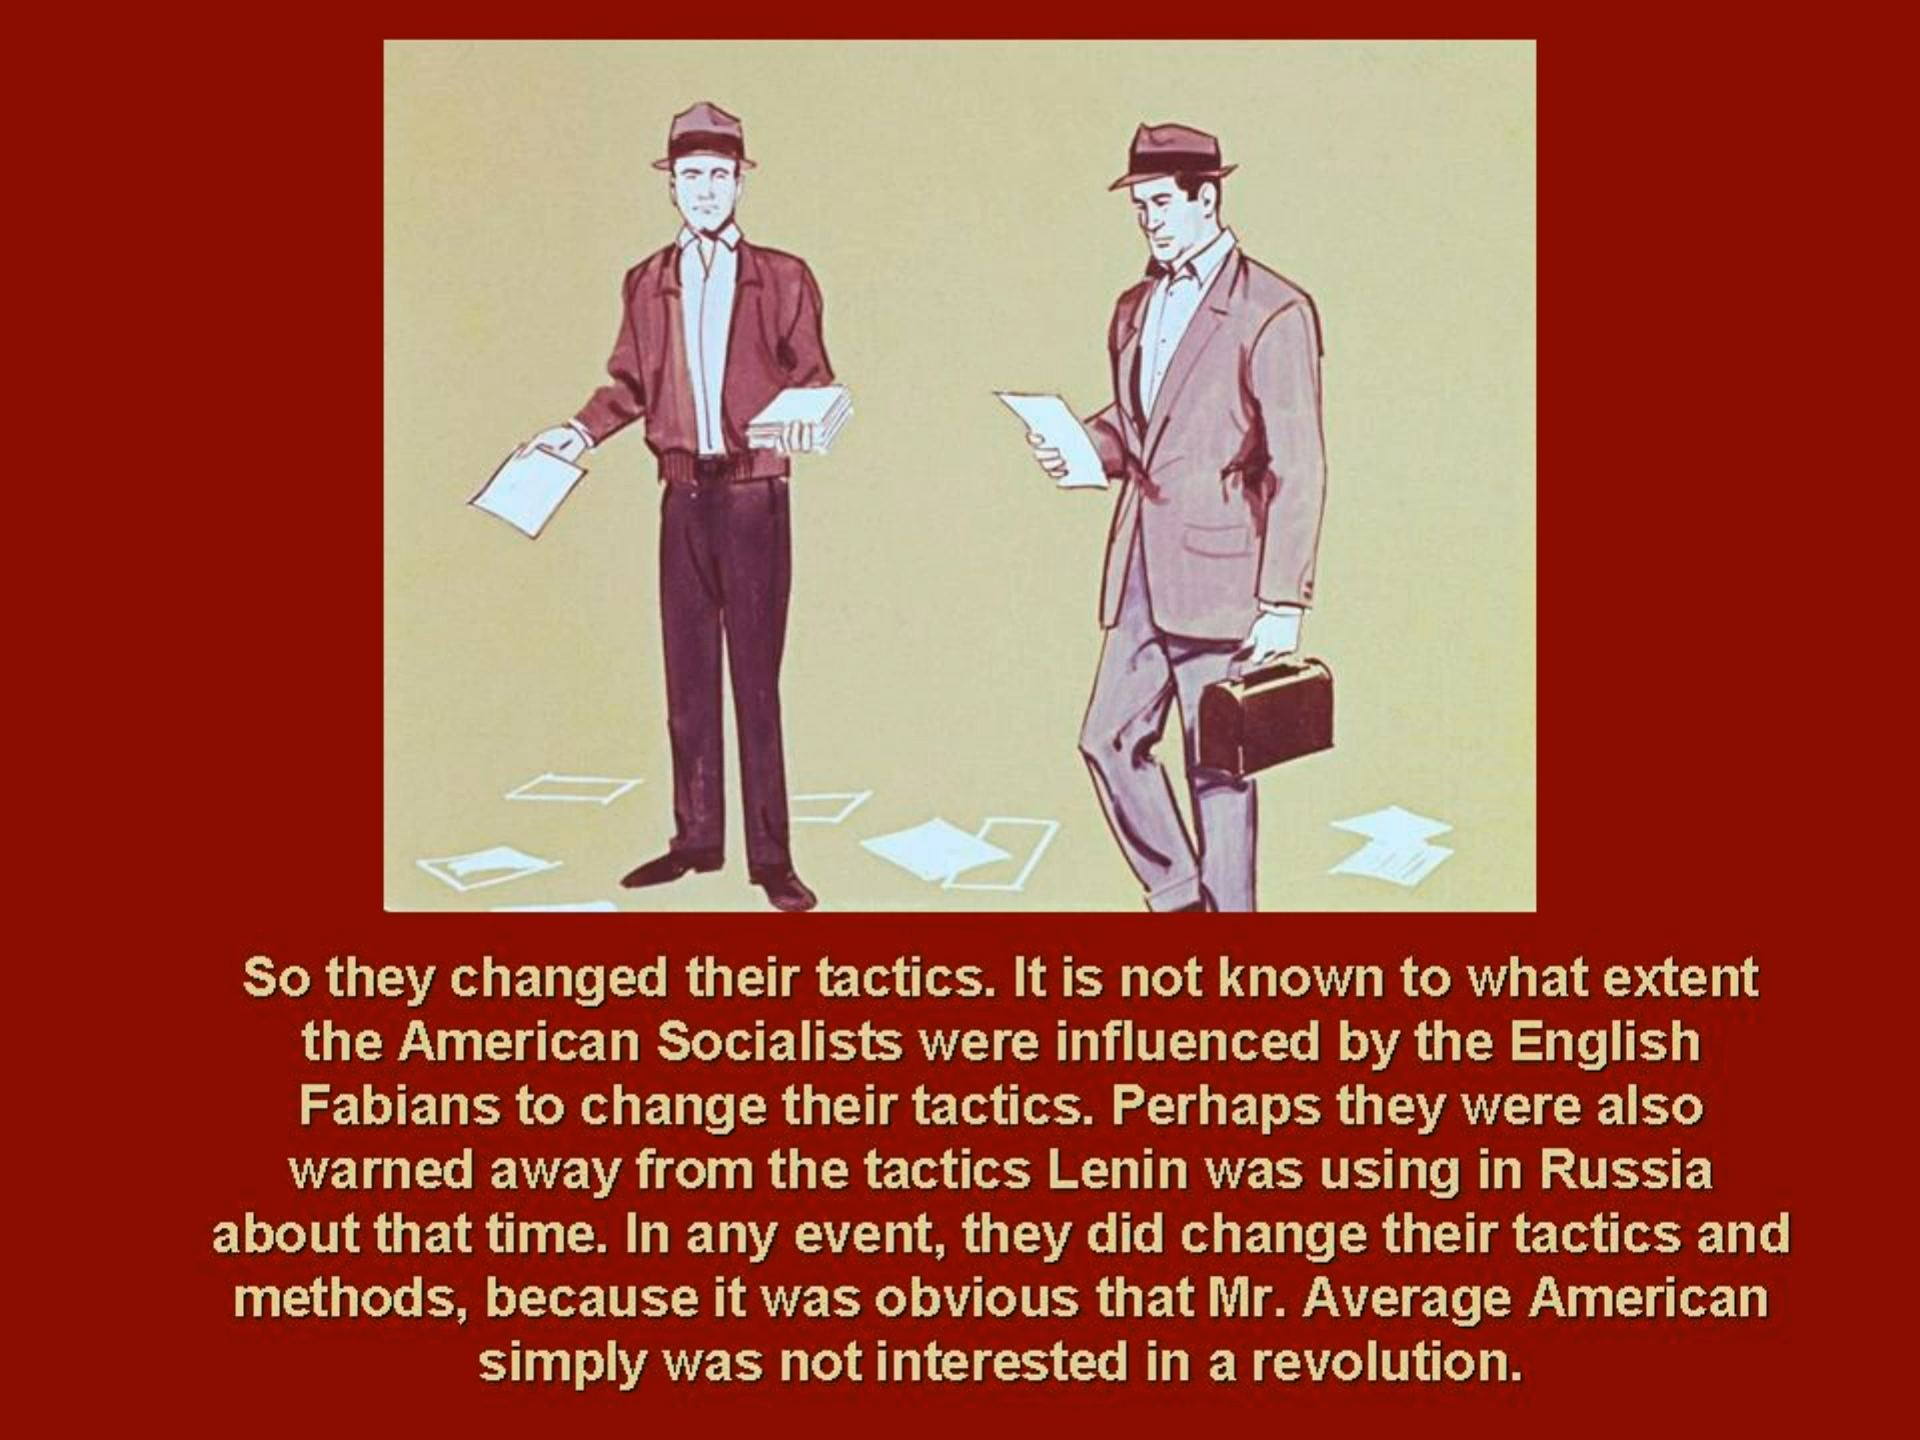 So they changed their tactics. It is not known to what extent
the American Socialists were influenced by the English
Fabians to change their tactics. Perhaps they were also
warned away from the tactics Lenin was using in Russia
about that time. In any event, they did change their tactics and
methods, because it was obvious that Mr. Average American
simply was not interested in a revolution.